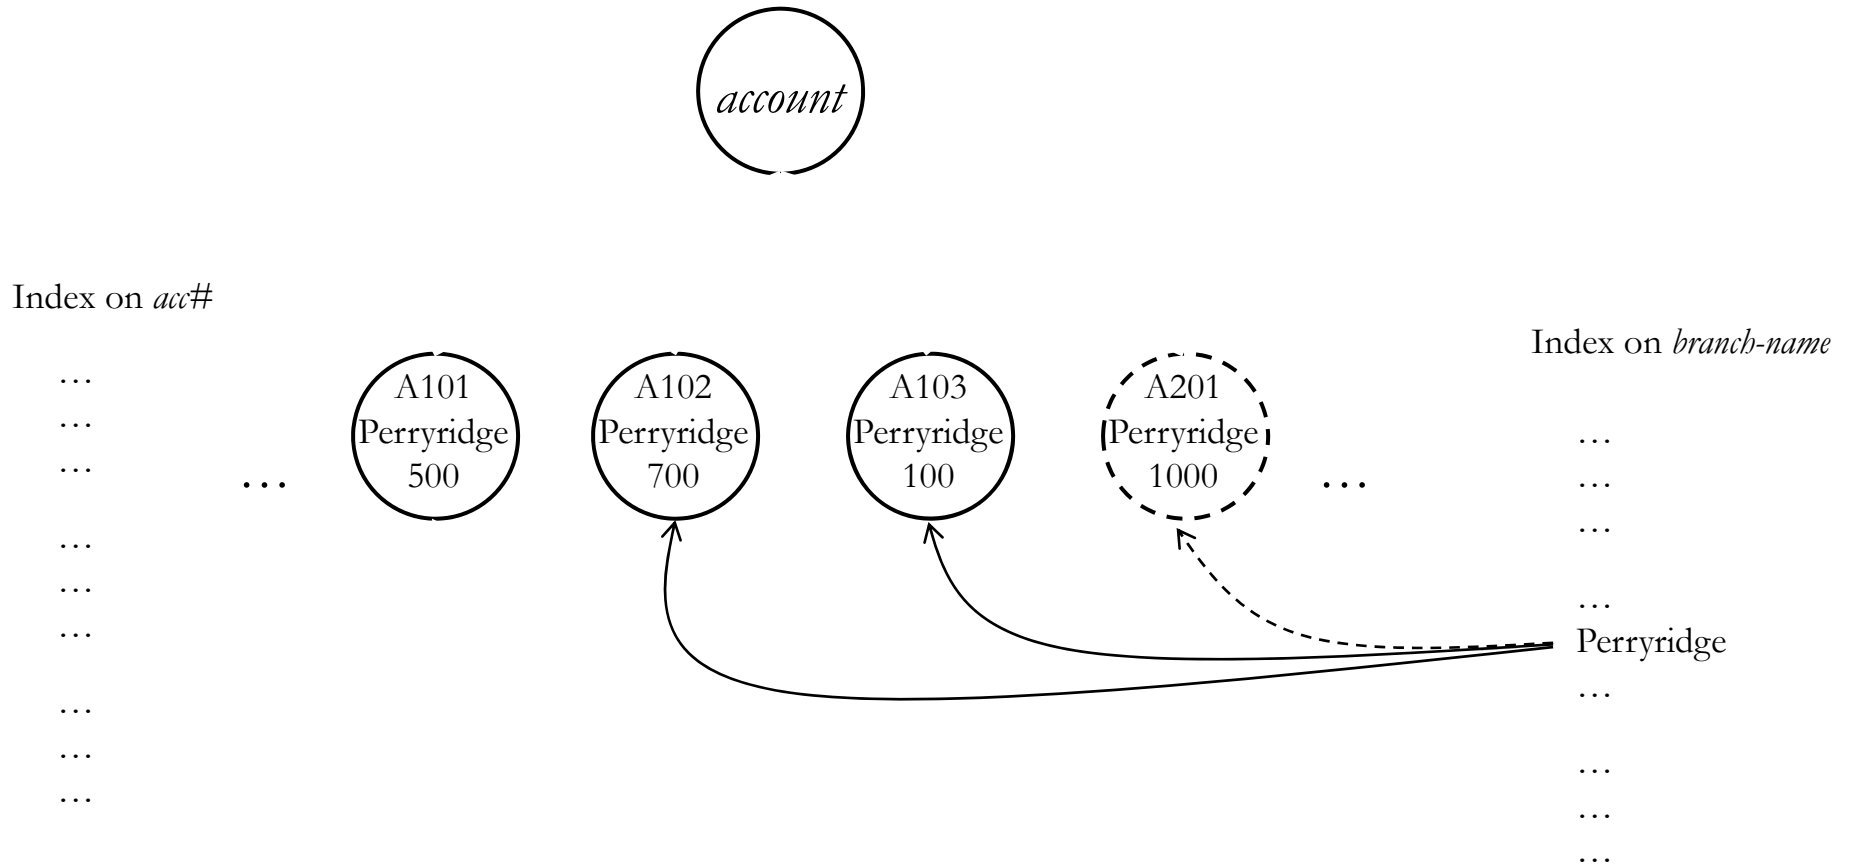 account
Index on acc#
…
…
…
…
…
…
…
…
…
…
A101
Perryridge
500
A102
Perryridge
700
A103
Perryridge
100
A201
Perryridge
1000
…
Index on branch-name
…
…
…
…
Perryridge
…
…
…
…